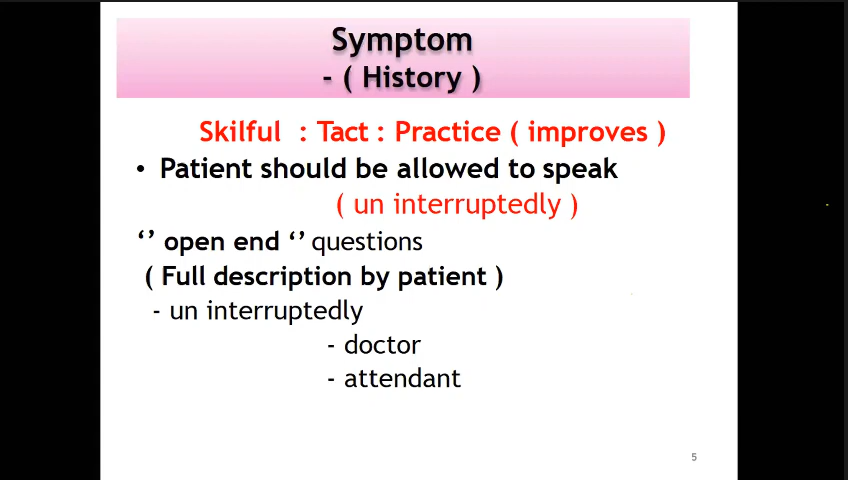 Symptom
- ( History )
Skilful : Tact : Practice ( improves )
• Patient should be allowed to speak
( un interruptedly )
‘’ open end ‘’ questions
( Full description by patient )
- un interruptedly
- doctor
- attendant
5